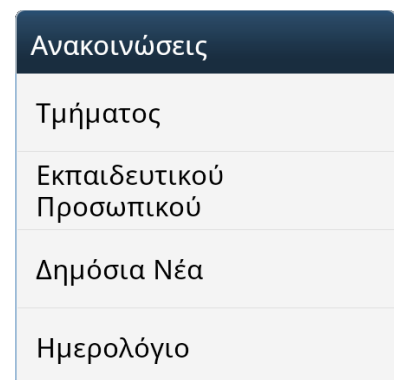 Ανακοινώσεις
Τμήματος
Εκπαιδευτικού
Προσωπικού
Δημόσια Νέα
Ημερολόγιο